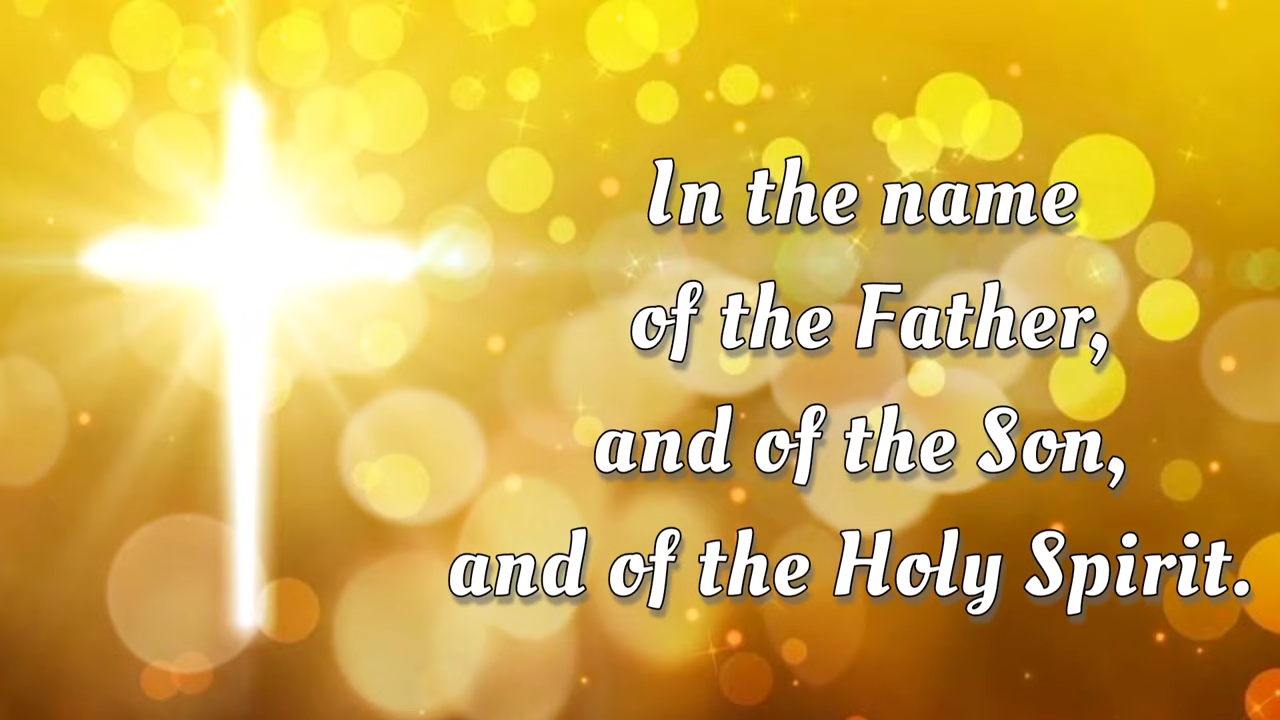 In the name
of the Father,
and of the Son,
and of the Holy Spirit.